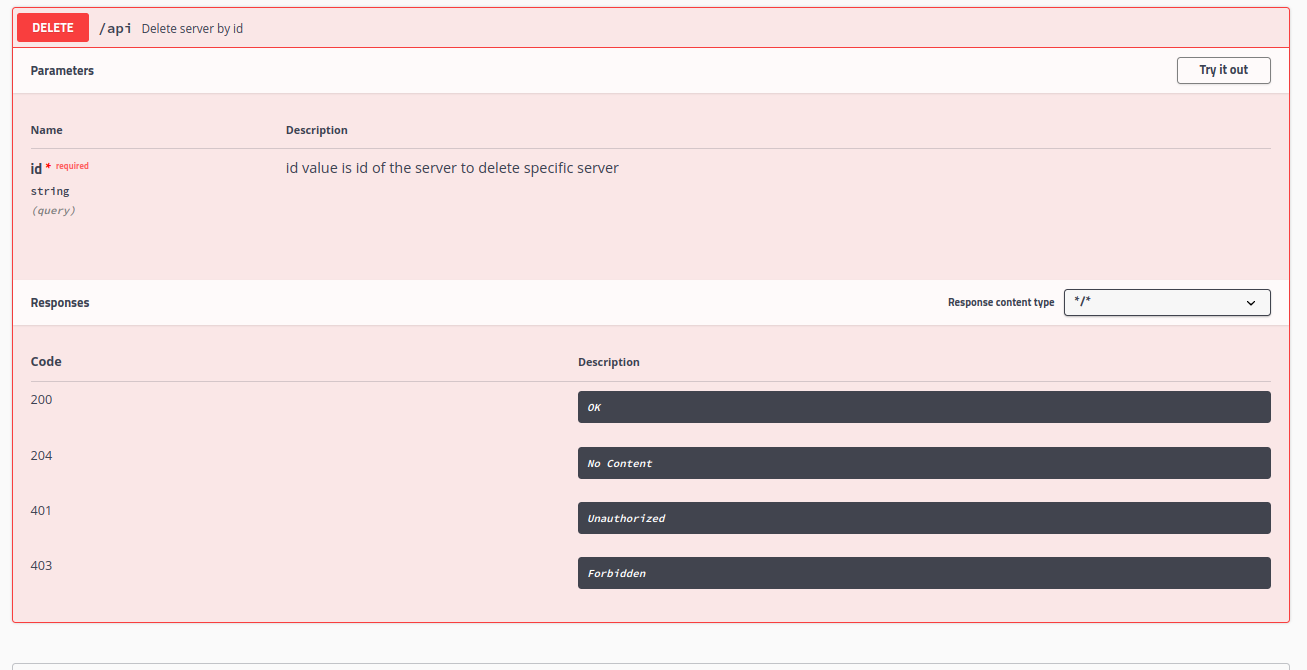 DELETE /api Delete server by id
Parameters Try it out
Name Description
id * required id value is id of the server to delete specific server
string
(query)
Responses Response content type */*
Code Description
200 OK
204 No Content
401 Unauthorized
403 Forbidden